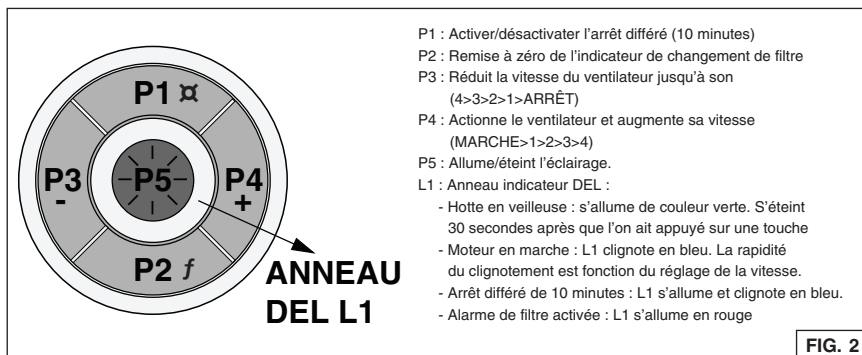 P1 ¤
P3
-
P5
P4
+
P2 ƒ
ANNEAU
DEL L1
P1 : Activer/désactivater l'arrêt différé (10 minutes)
P2 : Remise à zéro de l'indicateur de changement de filtre
P3 : Réduit la vitesse du ventilateur jusqu'à son
(4>3>2>1>ARRÊT)
P4 : Actionne le ventilateur et augmente sa vitesse
(MARCHE>1>2>3>4)
P5 : Allume/éteint l'éclairage.
L1 : Anneau indicateur DEL :
- Hotte en veilleuse : s'allume de couleur verte. S'éteint
30 secondes après que l'on ait appuyé sur une touche
- Moteur en marche : L1 clignote en bleu. La rapidité
du clignotement est fonction du réglage de la vitesse.
- Arrêt différé de 10 minutes : L1 s'allume et clignote en bleu.
- Alarme de filtre activée : L1 s'allume en rouge
FIG. 2